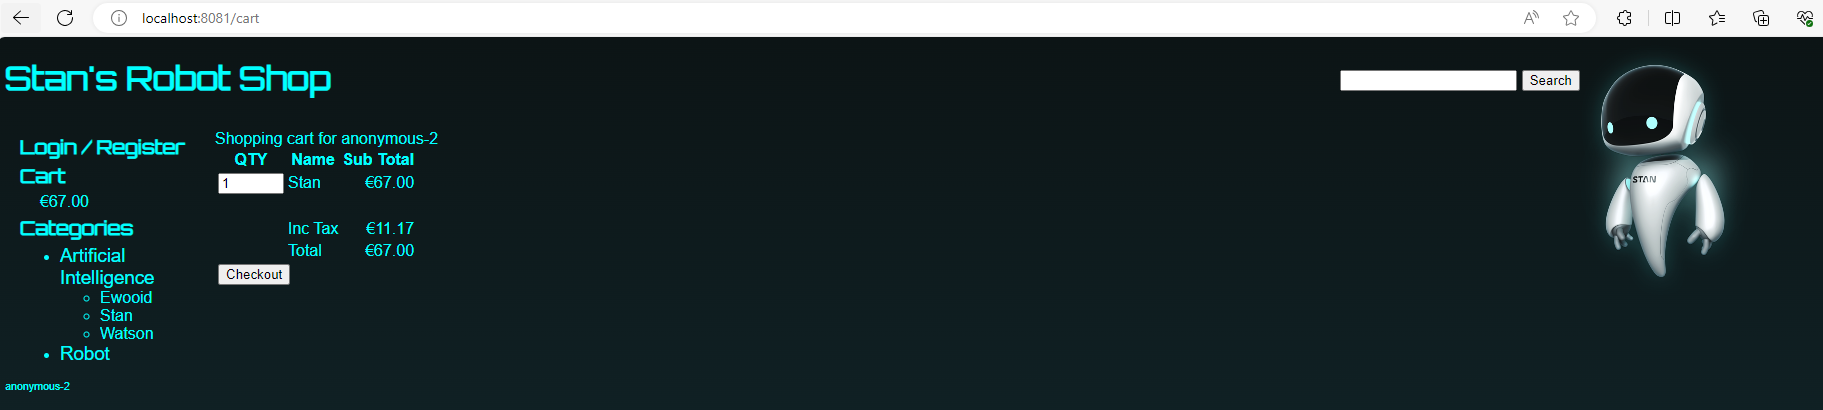 localhost:8081/cart
Stan's Robot Shop
Search
STAN
Login / Register
Cart
€67.00
Categories
Artificial
Intelligence
Ewooid
Stan
Watson
Robot
anonymous-2
Shopping cart for anonymous-2
QTY Name Sub Total
1 Stan €67.00
Inc Tax €11.17
Total €67.00
Checkout